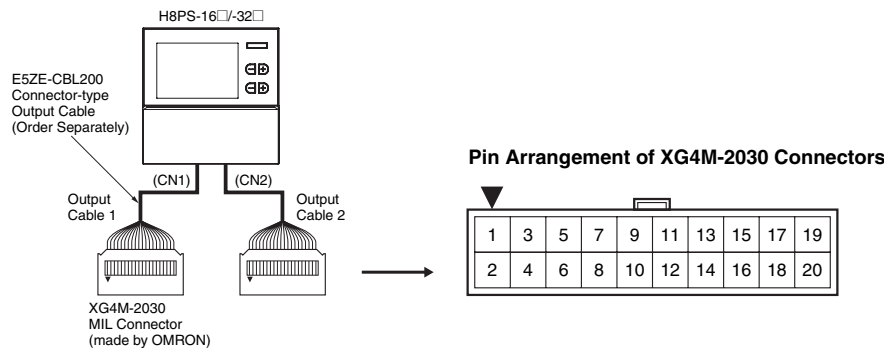 H8PS-16□/-32□
E5ZE-CBL200
Connector-type
Output Cable
(Order Separately)
(CN1)
(CN2)
Output
Cable 1
Output
Cable 2
XG4M-2030
MIL Connector
(made by OMRON)
Pin Arrangement of XG4M-2030 Connectors
1 3 5 7 9 11 13 15 17 19
2 4 6 8 10 12 14 16 18 20